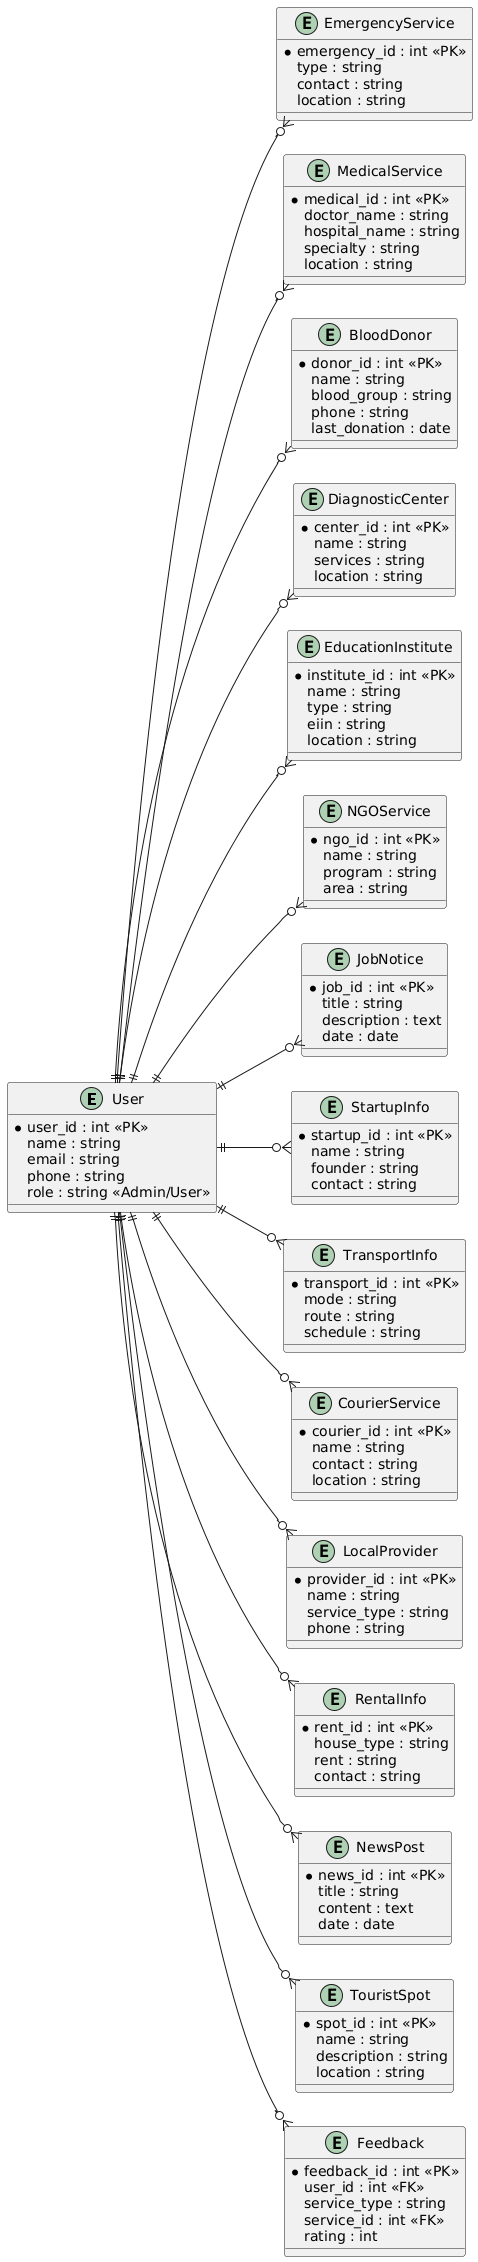 E EmergencyService
emergency_id : int «PK»
type : string
contact : string
location : string
E MedicalService
medical_id : int «PK»
doctor_name : string
hospital_name : string
specialty : string
location : string
E BloodDonor
donor_id : int «PK»
name : string
blood_group : string
phone : string
last_donation : date
E DiagnosticCenter
center_id : int «PK»
name : string
services : string
location : string
E EducationInstitute
institute_id : int «PK»
name : string
type : string
eiin : string
location : string
E NGOService
ngo_id : int «PK»
name : string
program : string
area : string
E JobNotice
job_id : int «PK»
title : string
description : text
date : date
E User
user_id : int «PK»
name : string
email : string
phone : string
role : string «Admin/User»
E StartupInfo
startup_id : int «PK»
name : string
founder : string
contact : string
E TransportInfo
transport_id : int «PK»
mode : string
route : string
schedule : string
E CourierService
courier_id : int «PK»
name : string
contact : string
location : string
E LocalProvider
provider_id : int «PK»
name : string
service_type : string
phone : string
E RentalInfo
rent_id : int «PK»
house_type : string
rent : string
contact : string
E NewsPost
news_id : int «PK»
title : string
content : text
date : date
E TouristSpot
spot_id : int «PK»
name : string
description : string
location : string
E Feedback
feedback_id : int «PK»
user_id : int «FK»
service_type : string
service_id : int «FK»
rating : int